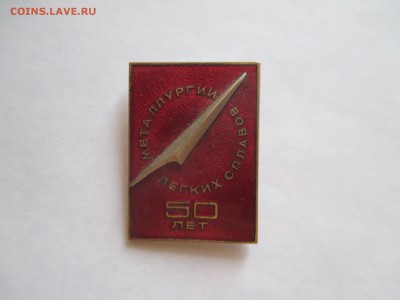 COINS.LAVE.RU
МЕТАЛЛУРГИИ
ЛЕГКИХ СПЛАВОВ
50
ЛЕТ